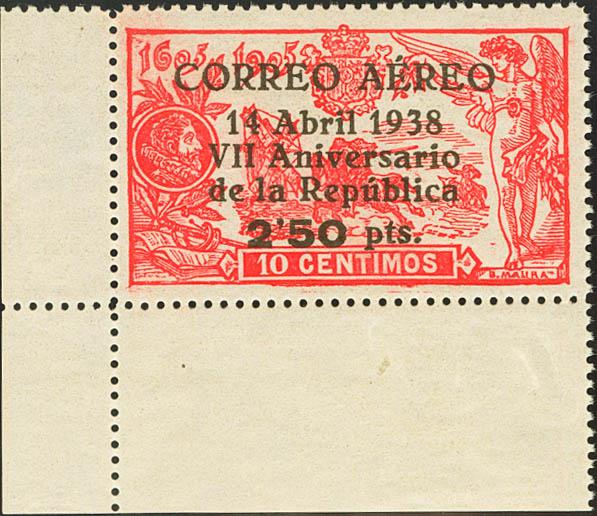 1605 1905
CORREO AÉREO
14 Abril 1938
VII Aniversario
de la República
2'50 pts.
10 CENTIMOS
B. MAURA